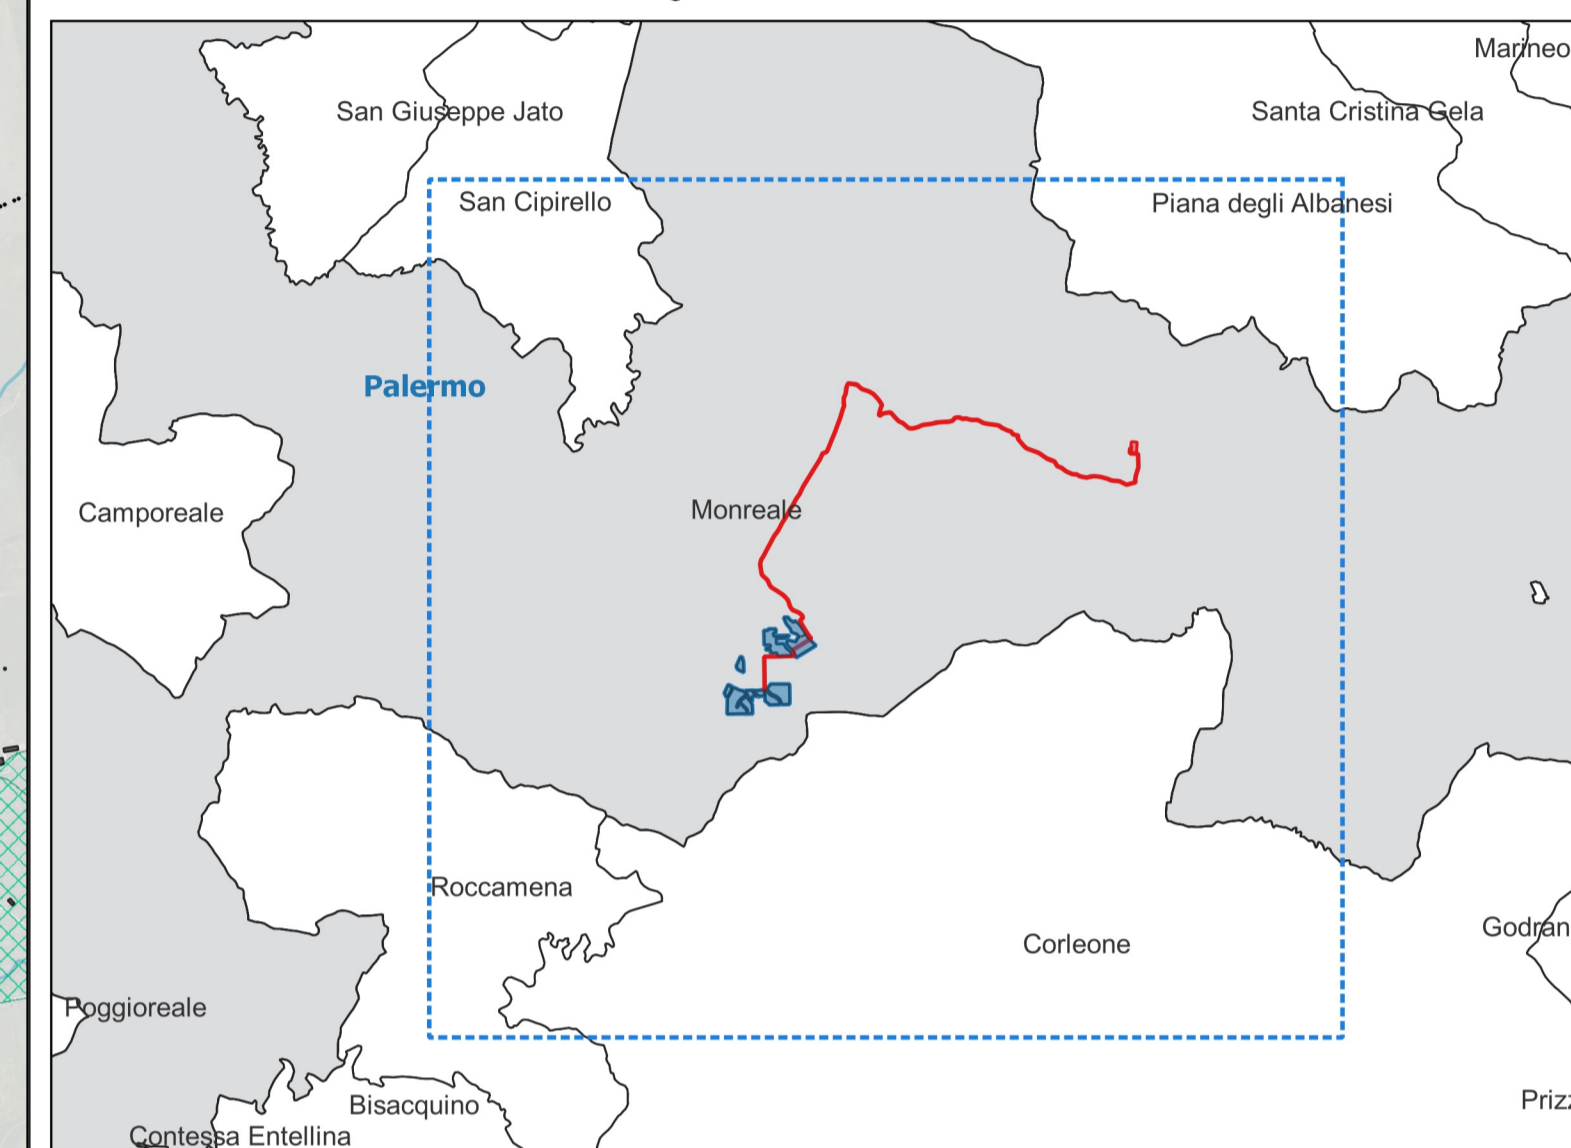 Marineo
San Giuseppe Jato
Santa Cristina Gela
San Cipirello
Piana degli Albanesi
Palermo
Monreale
Camporeale
Roccamena
Godran
Corleone
Poggioreale
Prizz
Bisacquino
Contessa Entellina